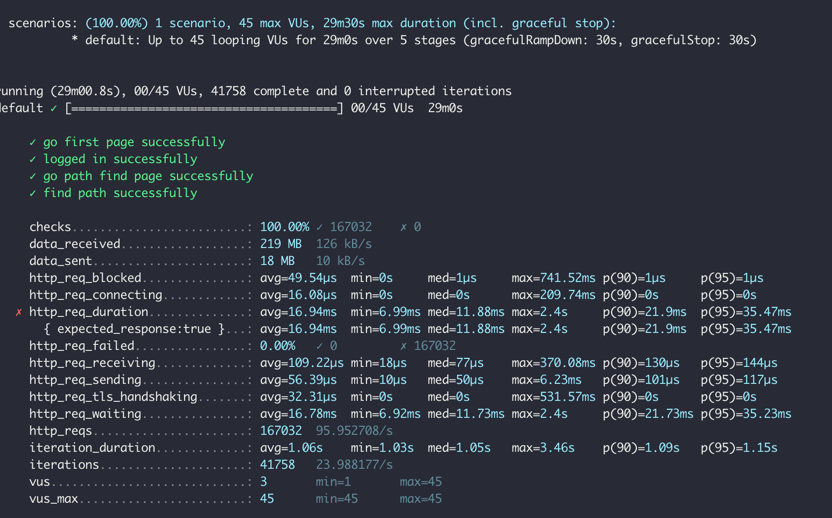 scenarios: (100.00%) 1 scenario, 45 max VUs, 29m30s max duration (incl. graceful stop):
* default: Up to 45 looping VUs for 29m0s over 5 stages (gracefulRampDown: 30s, gracefulStop: 30s)
unning (29m00.8s), 00/45 VUs, 41758 complete and 0 interrupted iterations
default ✓ [======================================] 00/45 VUs  29m0s
✓ go first page successfully
✓ logged in successfully
✓ go path find page successfully
✓ find path successfully
checks.........................: 100.00% ✓ 167032    ✗ 0
data_received..................: 219 MB  126 kB/s
data_sent......................: 18 MB   10 kB/s
http_req_blocked...............: avg=49.54µs  min=0s     med=1µs     max=741.52ms p(90)=1µs     p(95)=1µs
http_req_connecting............: avg=16.08µs  min=0s     med=0s      max=209.74ms p(90)=0s      p(95)=0s
✗ http_req_duration..............: avg=16.94ms  min=6.99ms med=11.88ms max=2.4s     p(90)=21.9ms  p(95)=35.47ms
{ expected_response:true }...: avg=16.94ms  min=6.99ms med=11.88ms max=2.4s     p(90)=21.9ms  p(95)=35.47ms
http_req_failed................: 0.00%   ✓ 0         ✗ 167032
http_req_receiving.............: avg=109.22µs min=18µs   med=77µs    max=370.08ms p(90)=130µs   p(95)=144µs
http_req_sending...............: avg=56.39µs  min=10µs   med=50µs    max=6.23ms   p(90)=101µs   p(95)=117µs
http_req_tls_handshaking.......: avg=32.31µs  min=0s     med=0s      max=531.57ms p(90)=0s      p(95)=0s
http_req_waiting...............: avg=16.78ms  min=6.92ms med=11.73ms max=2.4s     p(90)=21.73ms p(95)=35.23ms
http_reqs......................: 167032  95.952708/s
iteration_duration.............: avg=1.06s    min=1.03s  med=1.05s   max=3.46s    p(90)=1.09s   p(95)=1.15s
iterations.....................: 41758   23.988177/s
vus............................: 3       min=1       max=45
vus_max........................: 45      min=45      max=45